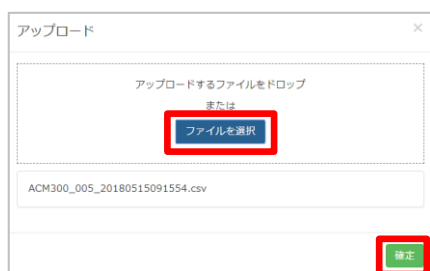 アップロード
×
アップロードするファイルをドロップ
または
ファイルを選択
ACM300_005_20180515091554.csv
確定